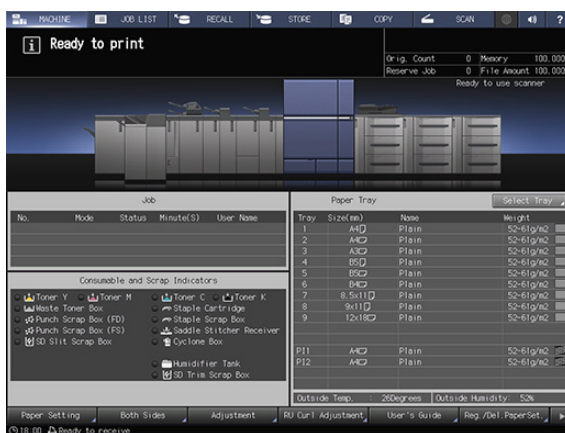 MACHINE JOB LIST RECALL STORE COPY SCAN ?
i Ready to print
Orig. Count 0 Memory 100.000
Reserve Job 0 File Amount 100.000
Ready to use scanner
Job
No. Mode Status Minute(S) User Name
Consumable and Scrap Indicators
Toner Y Toner M Toner C Toner K
Waste Toner Box Staple Cartridge
Punch Scrap Box (FD) Staple Scrap Box
Punch Scrap Box (FS) Saddle Stitcher Receiver
SD Slit Scrap Box Cyclone Box
Humidifier Tank
SD Trim Scrap Box
Paper Tray Select Tray
Tray Size(mm) Name Weight
1 A4 Plain 52-61g/m2
2 A4 Plain 52-61g/m2
3 A3 Plain 52-61g/m2
4 B5 Plain 52-61g/m2
5 B5 Plain 52-61g/m2
6 B4 Plain 52-61g/m2
7 8.5x11 Plain 52-61g/m2
8 9x11 Plain 52-61g/m2
9 12x18 Plain 52-61g/m2
PI1 A4 Plain 52-61g/m2
PI2 A4 Plain 52-61g/m2
Outside Temp. : 26Degrees Outside Humidity: 52%
Paper Setting Both Sides Adjustment RU Curl Adjustment User's Guide Reg./Del.PaperSet.
18:00 Ready to receive